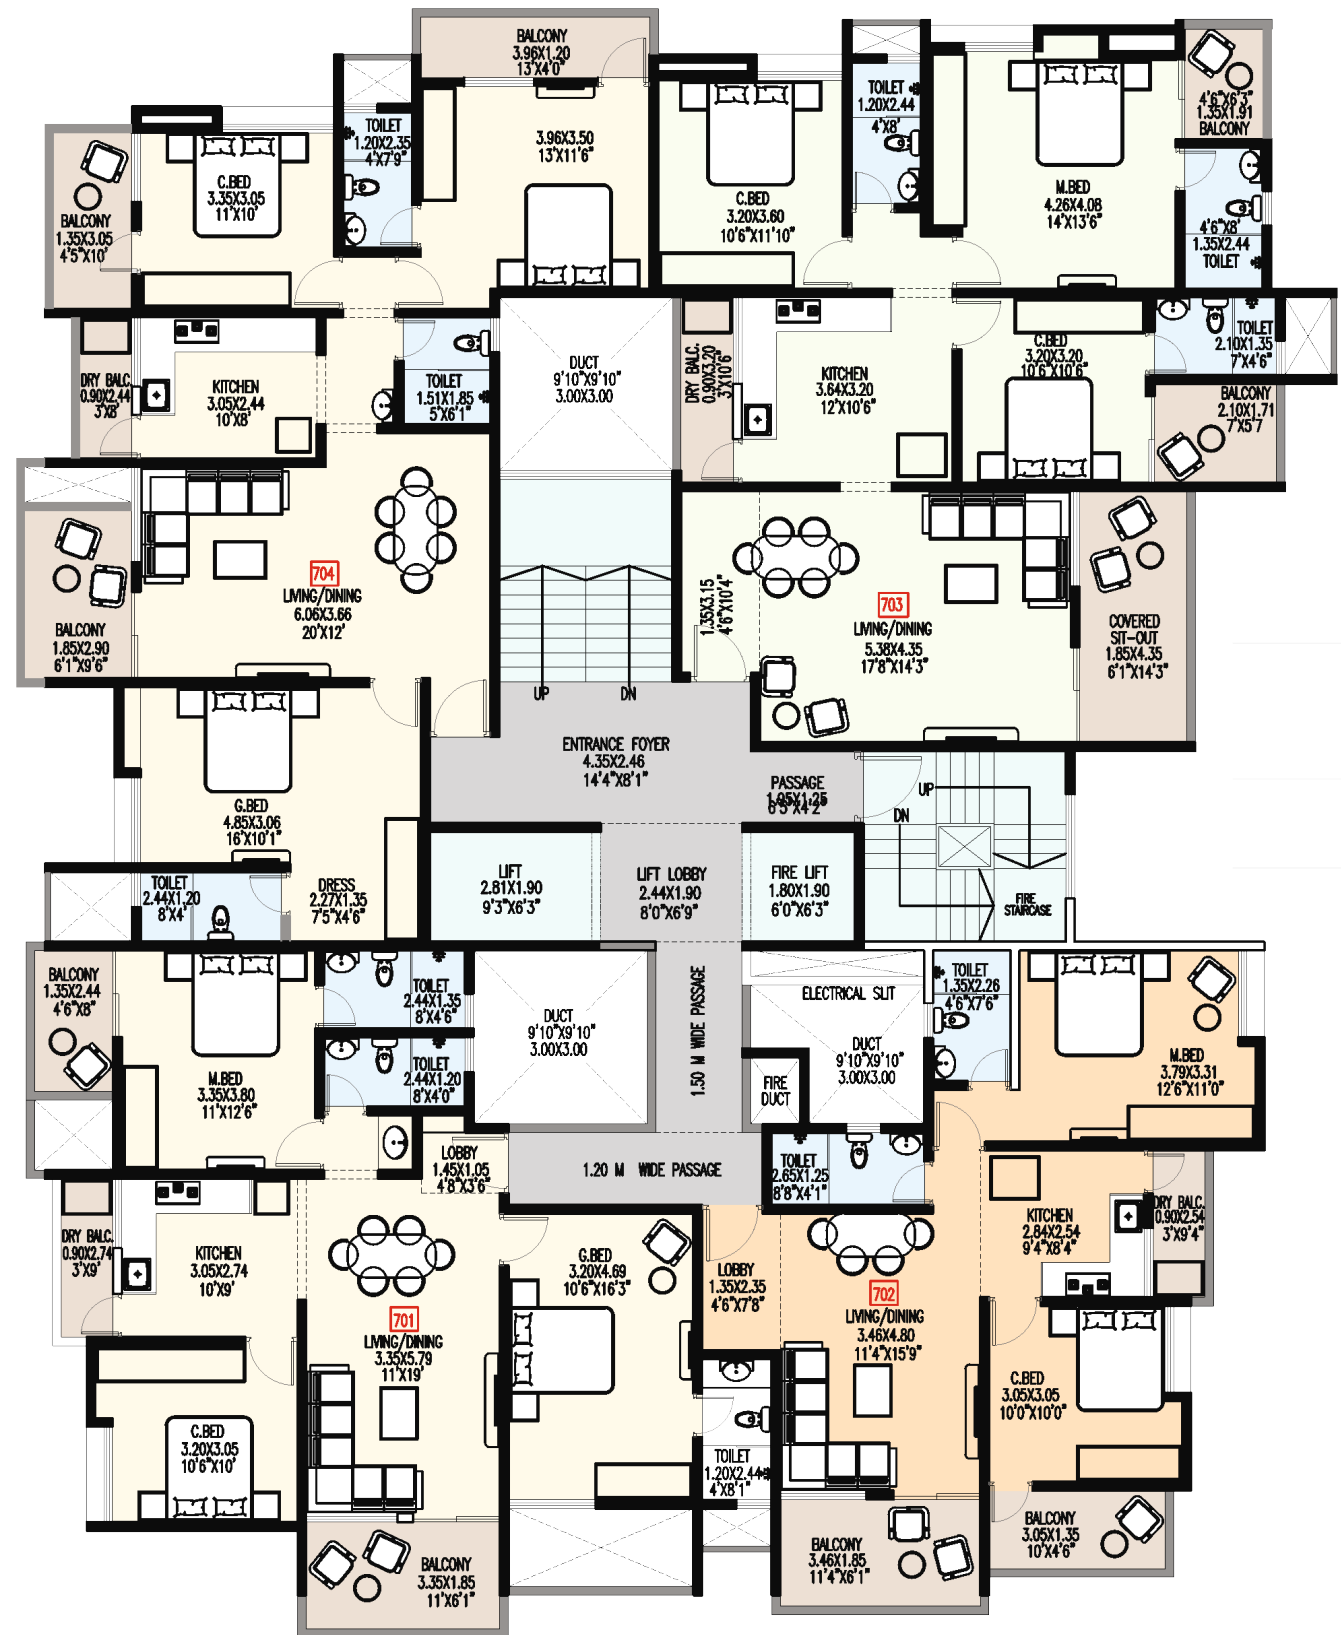 BALCONY
3.96X1.20
13'X4'0"
TOILET
1.20X2.35
4'X7'9"
3.96X3.50
13'X11'6"
C.BED
3.35X3.05
11'X10'
BALCONY
1.35X3.05
4'5"X10'
TOILET
1.20X2.44
4'X8'
C.BED
3.20X3.60
10'6"X11'10"
M.BED
4.26X4.08
14'X13'6"
4'6"X6'3"
1.35X1.91
BALCONY
4'6"X8'
1.35X2.44
TOILET
DRY BALC.
0.90X2.44
3'X8'
KITCHEN
3.05X2.44
10'X8'
TOILET
1.51X1.85
5'X6'1"
DUCT
9'10"X9'10"
3.00X3.00
DRY BALC.
0.90X3.20
3'X10'6"
KITCHEN
3.64X3.20
12'X10'6"
C.BED
3.20X3.20
10'6"X10'6"
TOILET
2.10X1.35
7'X4'6"
BALCONY
2.10X1.71
7'X5'7
704
LIVING/DINING
6.06X3.66
20'X12'
BALCONY
1.85X2.90
6'1"X9'6"
1.35X3.15
4'6"X10'4"
703
LIVING/DINING
5.38X4.35
17'8"X14'3"
COVERED
SIT-OUT
1.85X4.35
6'1"X14'3"
UP
DN
ENTRANCE FOYER
4.35X2.46
14'4"X8'1"
PASSAGE
1.95X1.25
6'5"X4'2"
UP
DN
FIRE
STAIRCASE
G.BED
4.85X3.06
16'X10'1"
TOILET
2.44X1.20
8'X4'
DRESS
2.27X1.35
7'5"X4'6"
LIFT
2.81X1.90
9'3"X6'3"
LIFT LOBBY
2.44X1.90
8'0"X6'9"
FIRE LIFT
1.80X1.90
6'0"X6'3"
BALCONY
1.35X2.44
4'6"X8"
M.BED
3.35X3.80
11'X12'6"
TOILET
2.44X1.35
8'X4'6"
TOILET
2.44X1.20
8'X4'0"
DUCT
9'10"X9'10"
3.00X3.00
1.50 M WIDE PASSAGE
ELECTRICAL SLIT
DUCT
9'10"X9'10"
3.00X3.00
FIRE
DUCT
TOILET
1.35X2.26
4'6"X7'6"
M.BED
3.79X3.31
12'6"X11'0"
LOBBY
1.45X1.05
4'8"X3'6"
1.20 M WIDE PASSAGE
TOILET
2.65X1.25
8'8"X4'1"
DRY BALC.
0.90X2.74
3'X9'
KITCHEN
3.05X2.74
10'X9'
G.BED
3.20X4.69
10'6"X16'3"
LOBBY
1.35X2.35
4'6"X7'8"
KITCHEN
2.84X2.54
9'4"X8'4"
DRY BALC.
0.90X2.54
3'X9'4"
701
LIVING/DINING
3.35X5.79
11'X19'
702
LIVING/DINING
3.46X4.80
11'4"X15'9"
C.BED
3.05X3.05
10'0"X10'0"
C.BED
3.20X3.05
10'6"X10'
TOILET
1.20X2.44
4'X8'1"
BALCONY
3.35X1.85
11'X6'1"
BALCONY
3.46X1.85
11'4"X6'1"
BALCONY
3.05X1.35
10'X4'6"